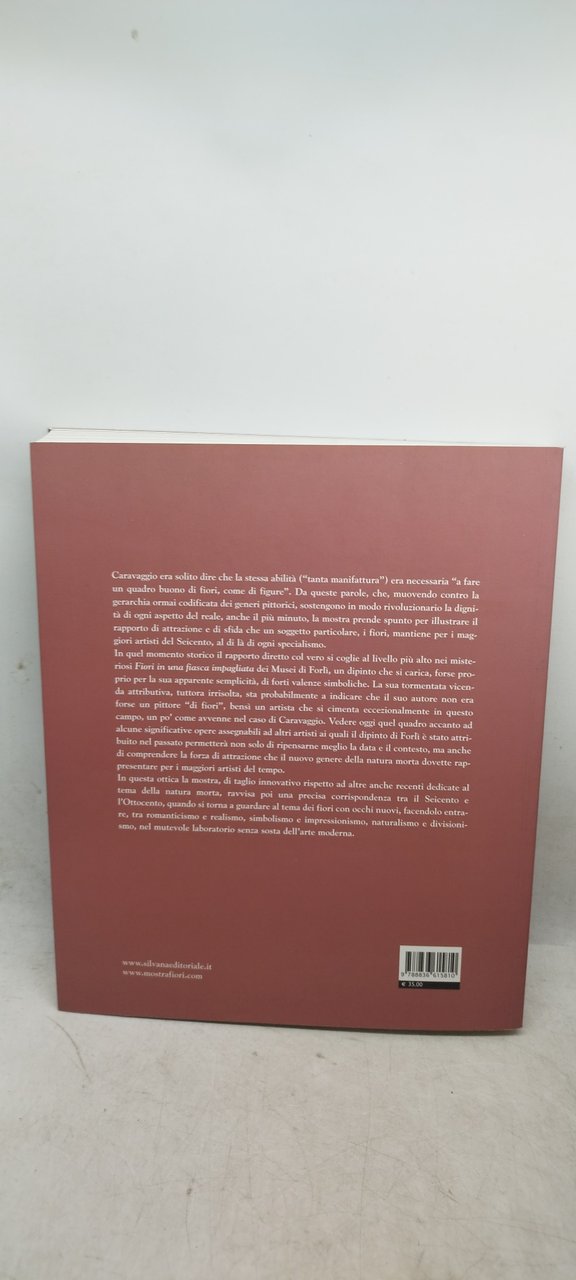 Caravaggio era solito dire che la stessa abilità (“tanta manifattura”) era necessaria “a fare
un quadro buono di fiori, come di figure”. Da queste parole, che, muovendo contro la
gerarchia ormai codificata dei generi pittorici, sostengono in modo rivoluzionario la digni-
tà di ogni aspetto del reale, anche il più minuto, la mostra prende spunto per illustrare il
rapporto di attrazione e di sfida che un soggetto particolare, i fiori, mantiene per i mag-
giori artisti del Seicento, al di là di ogni specialismo.
In quel momento storico il rapporto diretto col vero si coglie al livello più alto nei miste-
riosi Fiori in una fiasca impagliata dei Musei di Forlì, un dipinto che si carica, forse pro-
prio per la sua apparente semplicità, di forti valenze simboliche. La sua tormentata vicen-
da attributiva, tuttora irrisolta, sta probabilmente a indicare che il suo autore non era
forse un pittore “di fiori”, bensì un artista che si cimenta eccezionalmente in questo
campo, un po’ come avvenne nel caso di Caravaggio. Vedere oggi quel quadro accanto ad
alcune significative opere assegnabili ad altri artisti ai quali il dipinto di Forlì è stato attri-
buito nel passato permetterà non solo di ripensarne meglio la data e il contesto, ma anche
di comprendere la forza di attrazione che il nuovo genere della natura morta dovette rap-
presentare per i maggiori artisti del tempo.
In questa ottica la mostra, di taglio innovativo rispetto ad altre anche recenti dedicate al
tema della natura morta, ravvisa poi una precisa corrispondenza tra il Seicento e
l’Ottocento, quando si torna a guardare al tema dei fiori con occhi nuovi, facendolo entra-
re, tra romanticismo e realismo, simbolismo e impressionismo, naturalismo e divisioni-
smo, nel mutevole laboratorio senza sosta dell’arte moderna.
www.silvanaeditoriale.it
www.mostrafiori.com
9 788836 615810
€ 35,00